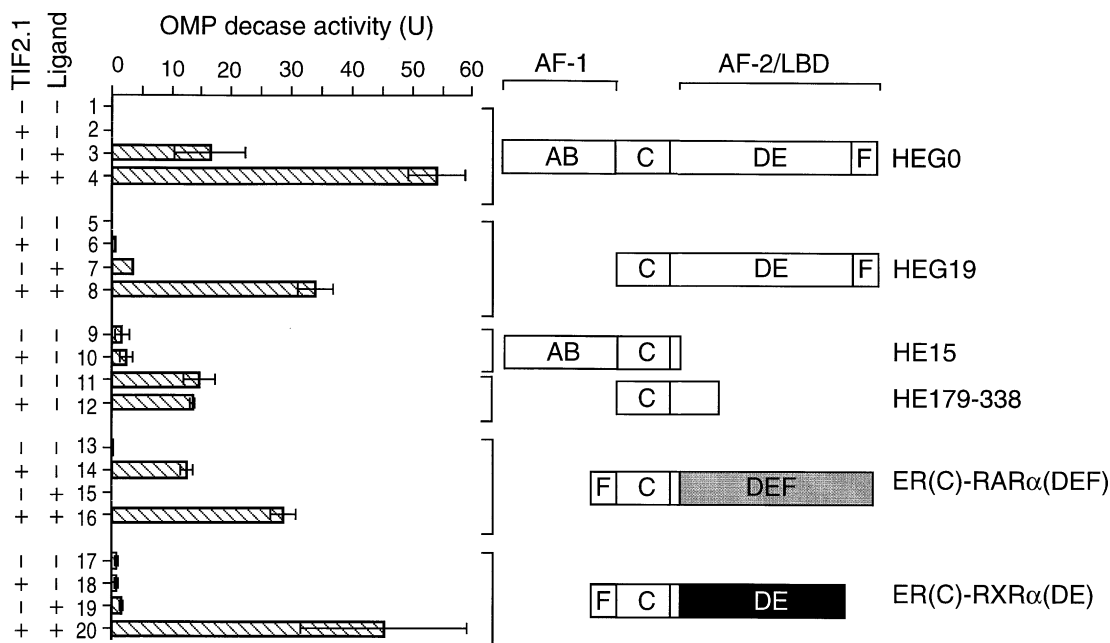 OMP decase activity (U)
TIF2.1
Ligand
0 10 20 30 40 50 60
AF-1
AF-2/LBD
− − 1
+ − 2
− + 3
+ + 4
AB C DE F HEG0
− − 5
+ − 6
− + 7
+ + 8
C DE F HEG19
− − 9
+ − 10
AB C HE15
− − 11
+ − 12
C HE179-338
− − 13
+ − 14
− + 15
+ + 16
F C DEF ER(C)-RARα(DEF)
− − 17
+ − 18
− + 19
+ + 20
F C DE ER(C)-RXRα(DE)